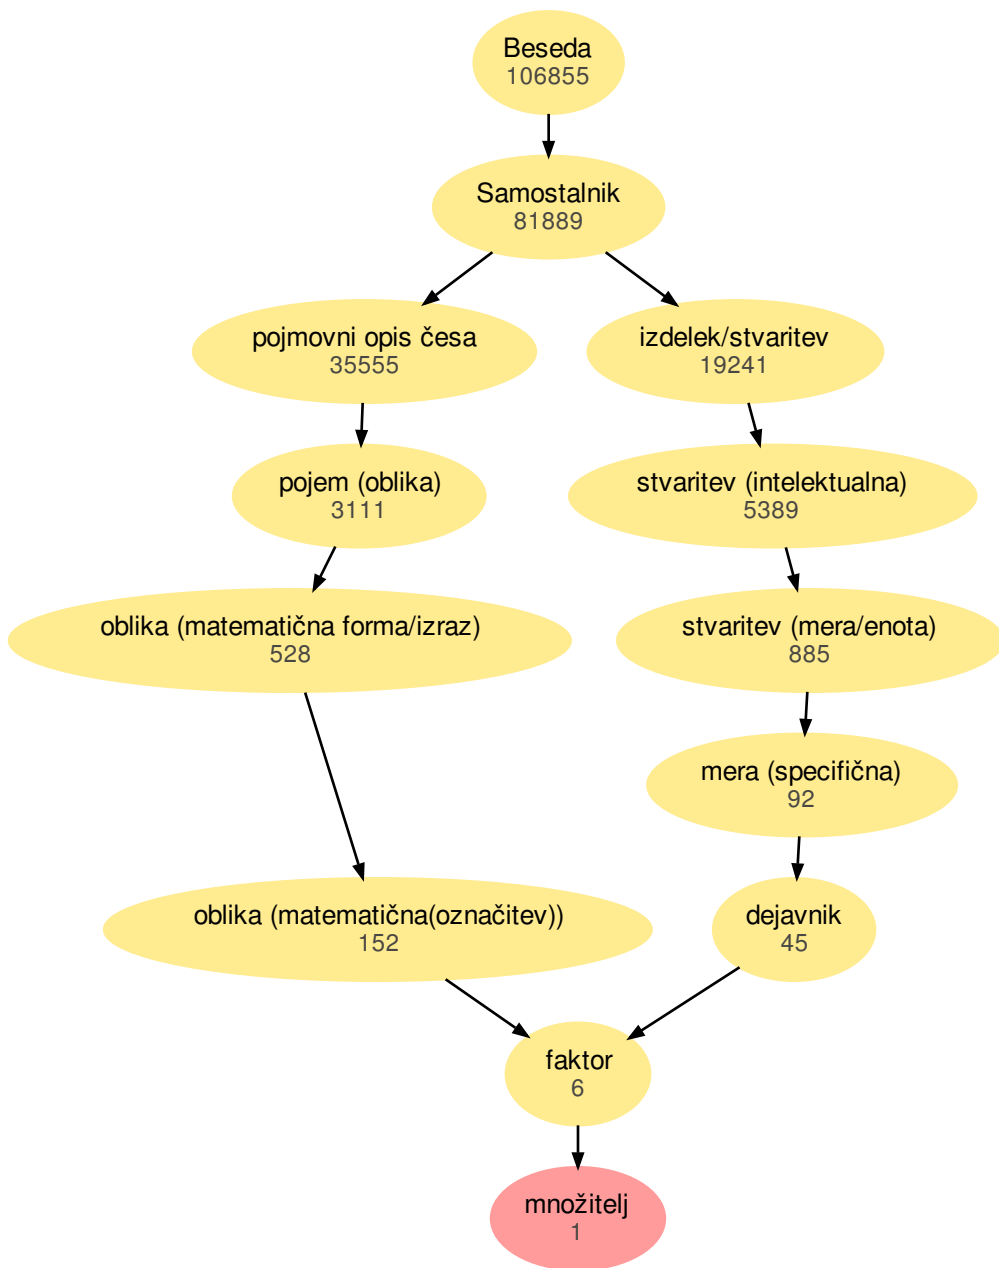 Beseda
106855
Samostalnik
81889
pojmovni opis česa
35555
izdelek/stvaritev
19241
pojem (oblika)
3111
stvaritev (intelektualna)
5389
oblika (matematična forma/izraz)
528
stvaritev (mera/enota)
885
mera (specifična)
92
oblika (matematična(označitev))
152
dejavnik
45
faktor
6
množitelj
1